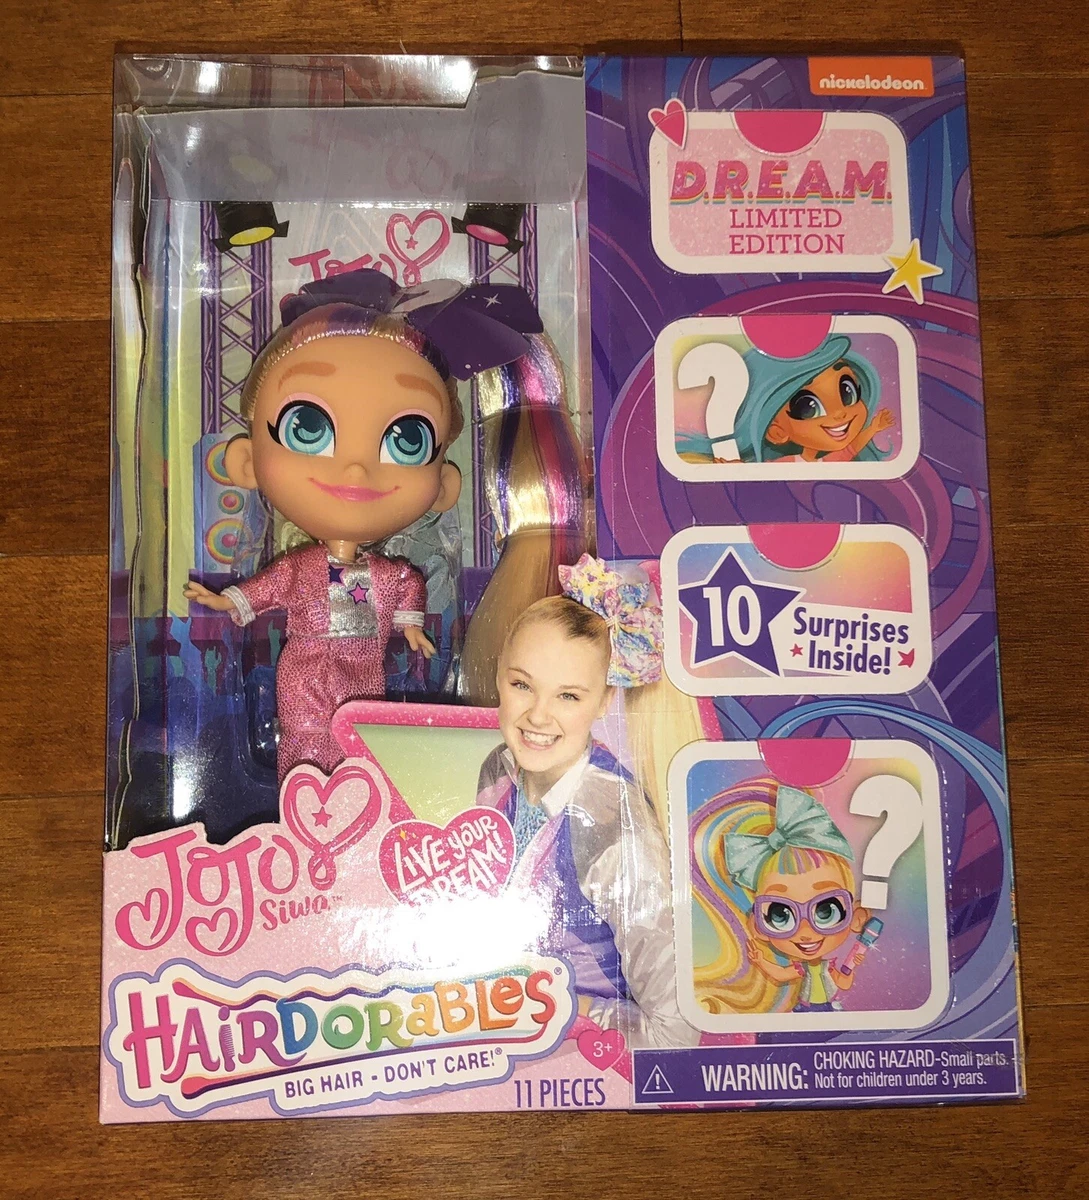 nickelodeon
D.R.E.A.M.
LIMITED
EDITION
JOJO
?
10
Surprises
Inside!
?
LIVE YOUR
DREAM!
JOJO
Siwa™
HAIRDORABLES®
BIG HAIR - DON'T CARE!®
3+
11 PIECES
WARNING:
CHOKING HAZARD-Small parts.
Not for children under 3 years.